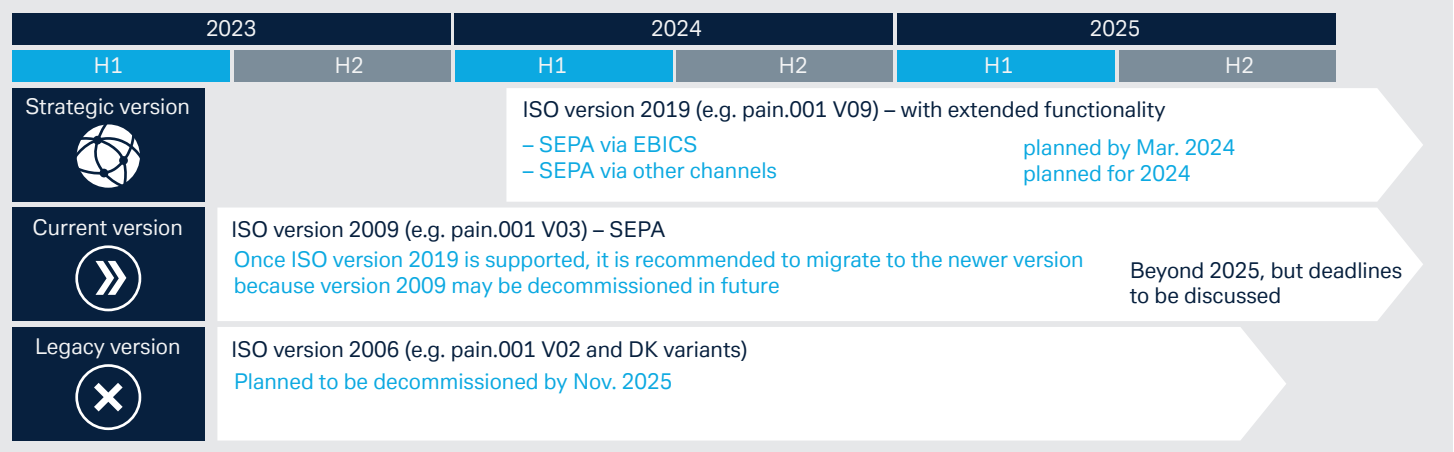 2023
2024
2025
H1
H2
H1
H2
H1
H2
Strategic version
ISO version 2019 (e.g. pain.001 V09) – with extended functionality
– SEPA via EBICS
planned by Mar. 2024
– SEPA via other channels
planned for 2024
Current version
ISO version 2009 (e.g. pain.001 V03) – SEPA
Once ISO version 2019 is supported, it is recommended to migrate to the newer version
because version 2009 may be decommissioned in future
Beyond 2025, but deadlines
to be discussed
Legacy version
ISO version 2006 (e.g. pain.001 V02 and DK variants)
Planned to be decommissioned by Nov. 2025